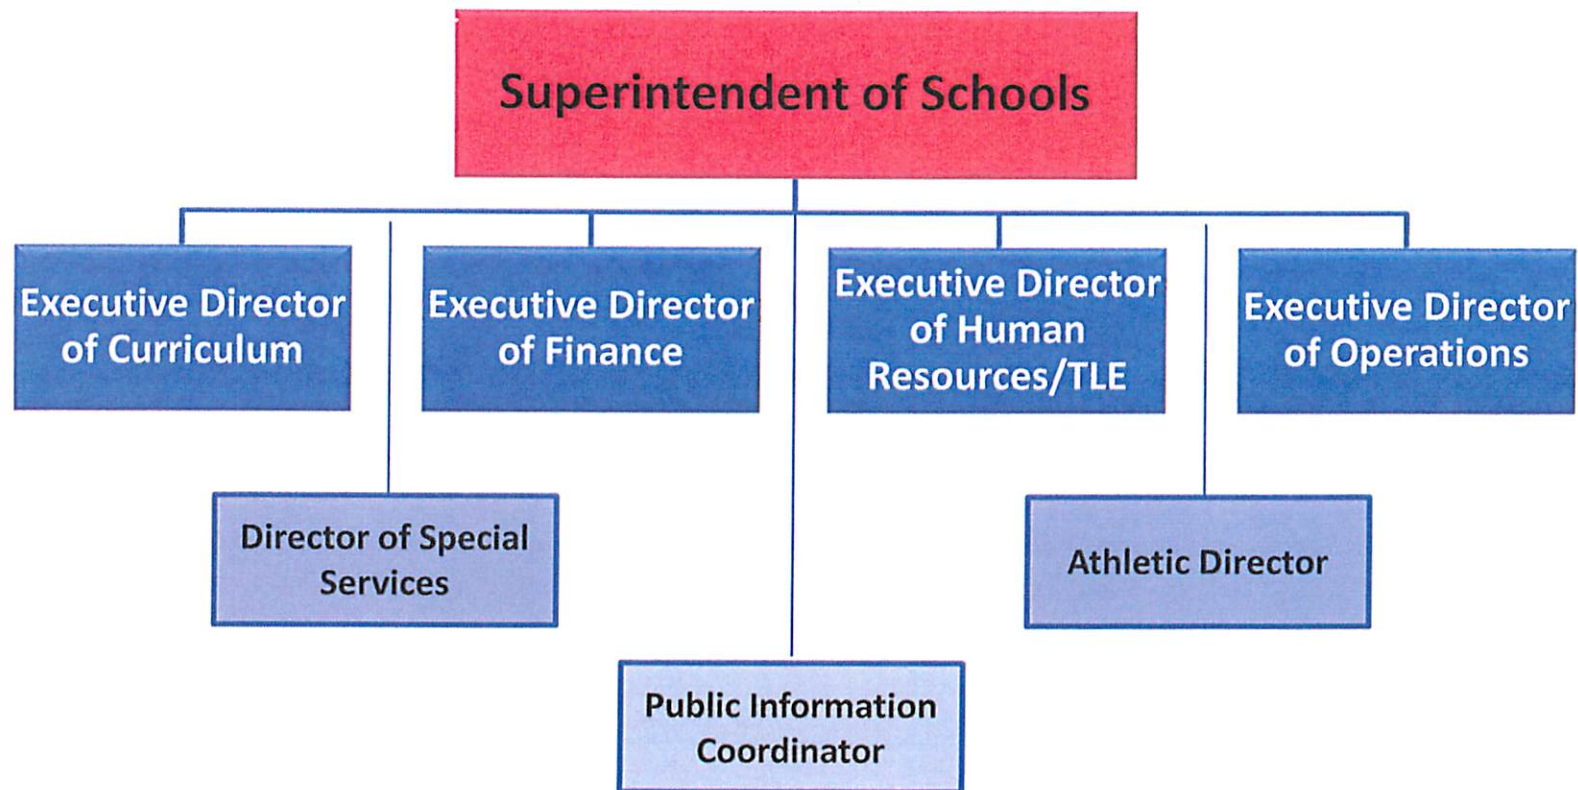 Superintendent of Schools
Executive Director
of Curriculum
Executive Director
of Finance
Executive Director
of Human
Resources/TLE
Executive Director
of Operations
Director of Special
Services
Athletic Director
Public Information
Coordinator